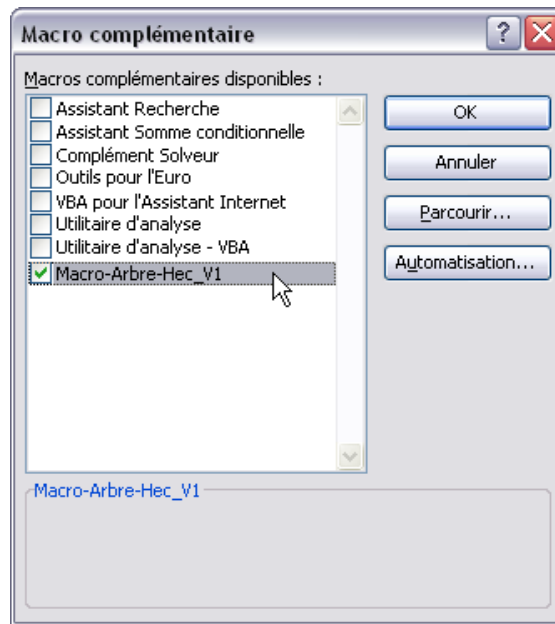 Macro complémentaire
Macros complémentaires disponibles :
Assistant Recherche
Assistant Somme conditionnelle
Complément Solveur
Outils pour l'Euro
VBA pour l'Assistant Internet
Utilitaire d'analyse
Utilitaire d'analyse - VBA
Macro-Arbre-Hec_V1
OK
Annuler
Parcourir...
Automatisation...
Macro-Arbre-Hec_V1